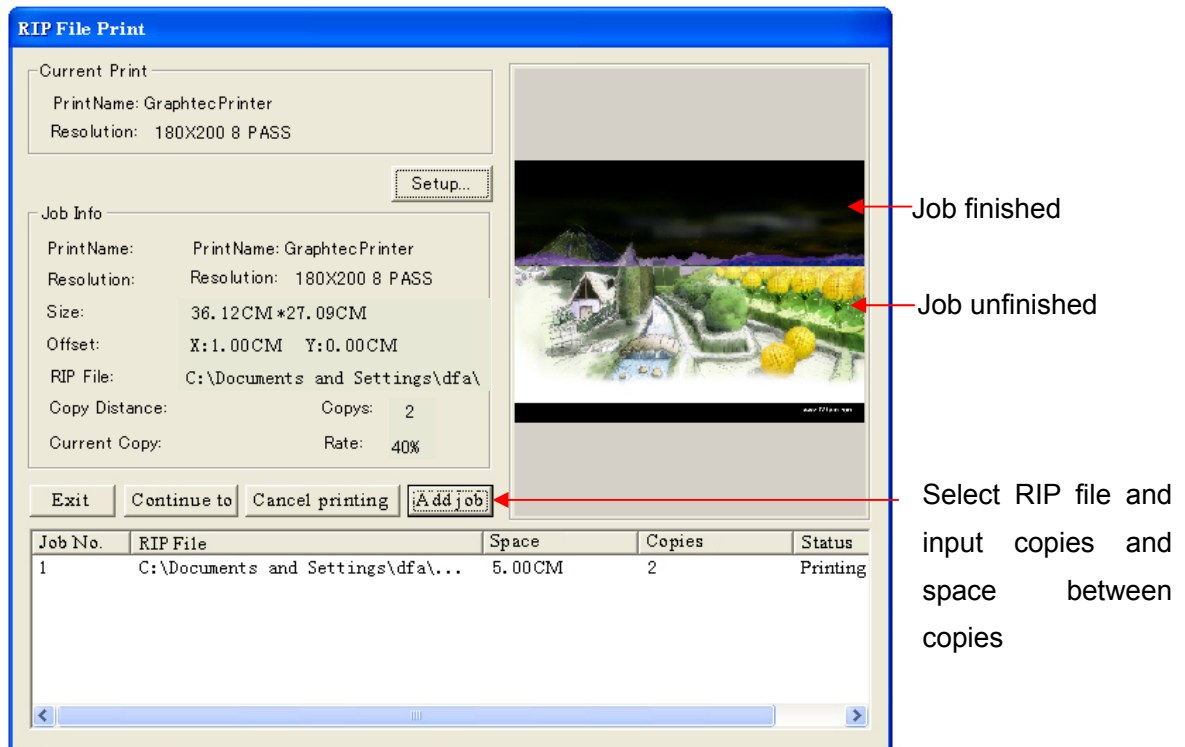 RIP File Print
Current Print
PrintName: GraphtecPrinter
Resolution: 180X200 8 PASS
Setup...
Job Info
PrintName: PrintName: GraphtecPrinter
Resolution: Resolution: 180X200 8 PASS
Size: 36.12CM*27.09CM
Offset: X:1.00CM Y:0.00CM
RIP File: C:\Documents and Settings\dfa\
Copy Distance: Copys: 2
Current Copy: Rate: 40%
Exit Continue to Cancel printing Add job
Job No. RIP File Space Copies Status
1 C:\Documents and Settings\dfa\... 5.00CM 2 Printing
Job finished
Job unfinished
Select RIP file and
input copies and
space between
copies